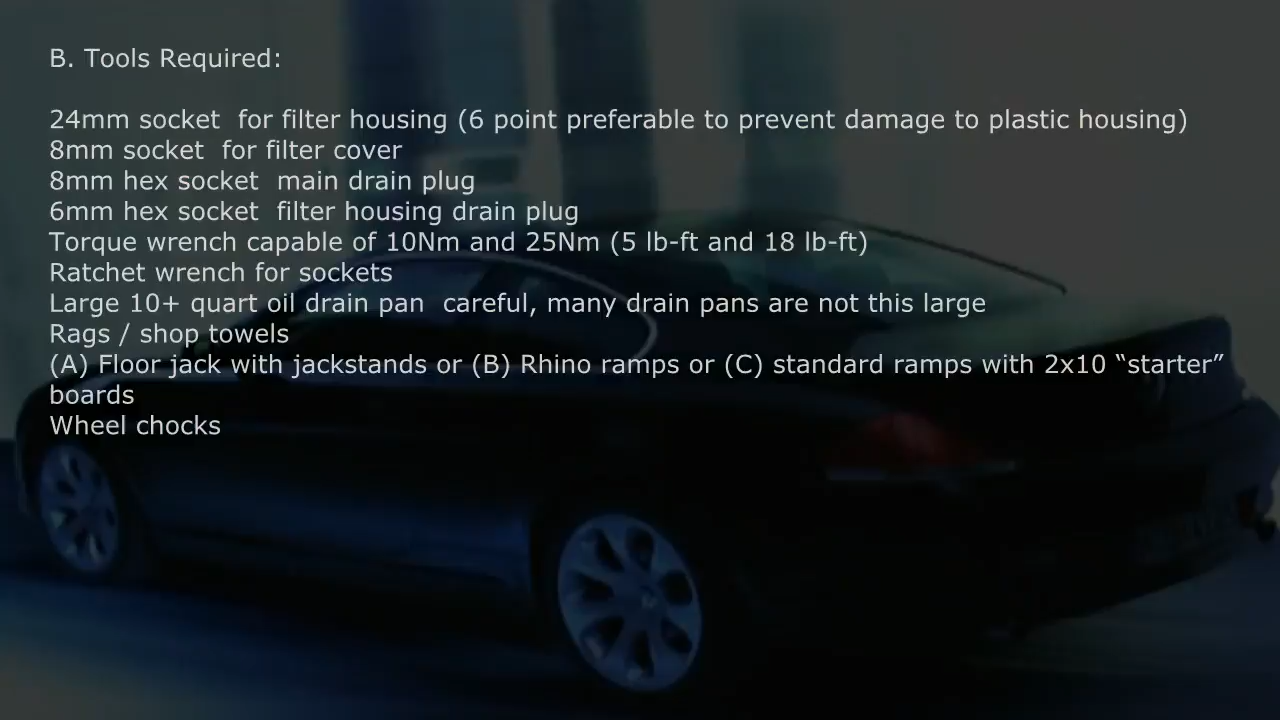 B. Tools Required:
24mm socket  for filter housing (6 point preferable to prevent damage to plastic housing)
8mm socket  for filter cover
8mm hex socket  main drain plug
6mm hex socket  filter housing drain plug
Torque wrench capable of 10Nm and 25Nm (5 lb-ft and 18 lb-ft)
Ratchet wrench for sockets
Large 10+ quart oil drain pan  careful, many drain pans are not this large
Rags / shop towels
(A) Floor jack with jackstands or (B) Rhino ramps or (C) standard ramps with 2x10 “starter”
boards
Wheel chocks